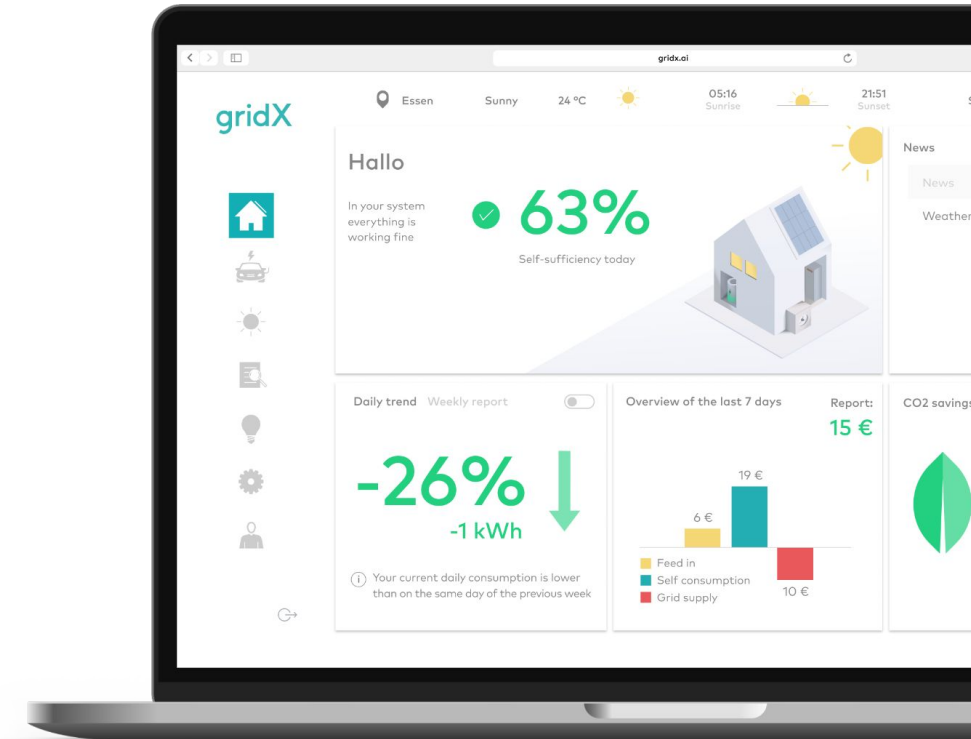 gridx.ai
gridX
Essen
Sunny
24 °C
05:16
Sunrise
21:51
Sunset
Hallo
In your system
everything is
working fine
63%
Self-sufficiency today
News
News
Weather
Daily trend Weekly report
-26%
-1 kWh
Your current daily consumption is lower
than on the same day of the previous week
Overview of the last 7 days
Report:
15 €
19 €
6 €
10 €
Feed in
Self consumption
Grid supply
CO2 savings